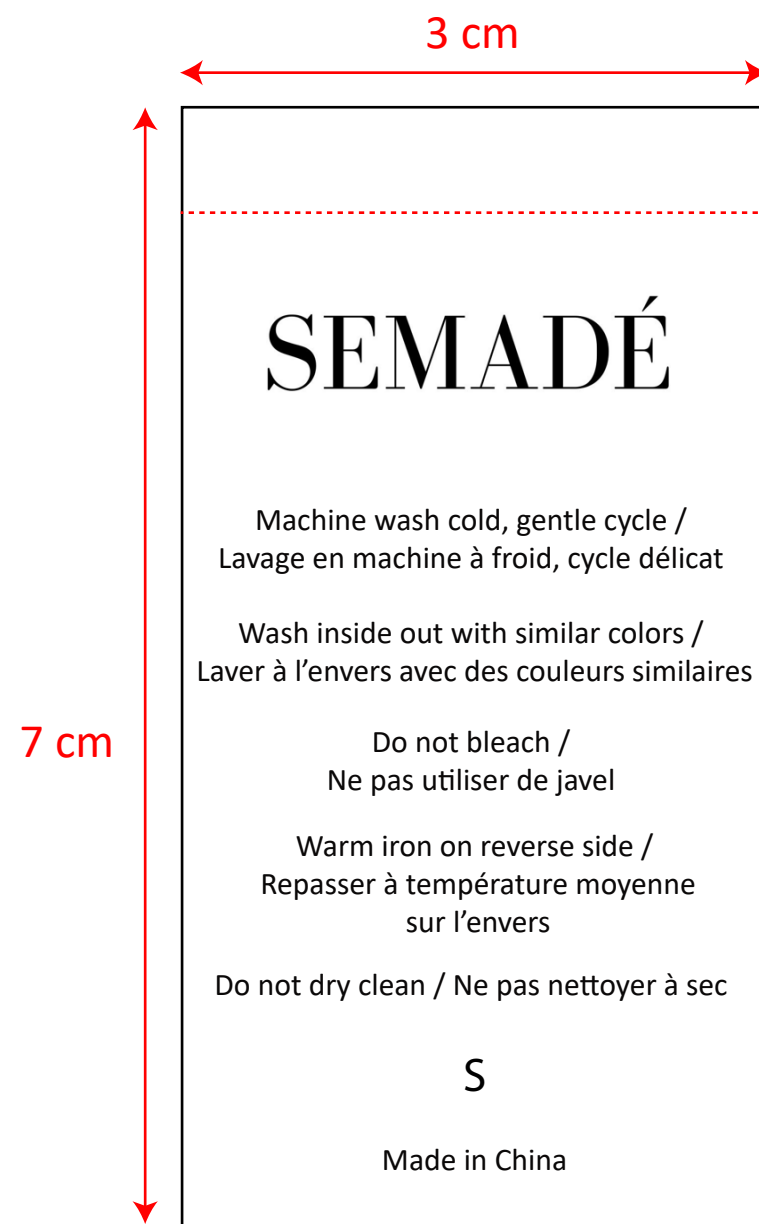 3 cm
SEMADÉ
Machine wash cold, gentle cycle /
Lavage en machine à froid, cycle délicat
Wash inside out with similar colors /
Laver à l’envers avec des couleurs similaires
7 cm
Do not bleach /
Ne pas utiliser de javel
Warm iron on reverse side /
Repasser à température moyenne
sur l’envers
Do not dry clean / Ne pas nettoyer à sec
S
Made in China